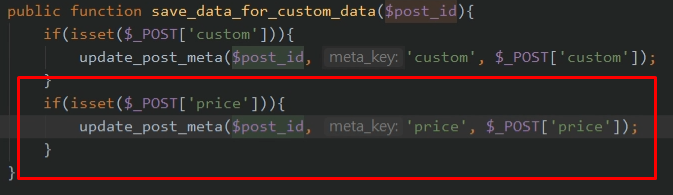 public function save_data_for_custom_data($post_id){
if(isset($_POST['custom'])){
update_post_meta($post_id, meta_key: 'custom', $_POST['custom']);
}
if(isset($_POST['price'])){
update_post_meta($post_id, meta_key: 'price', $_POST['price']);
}
}